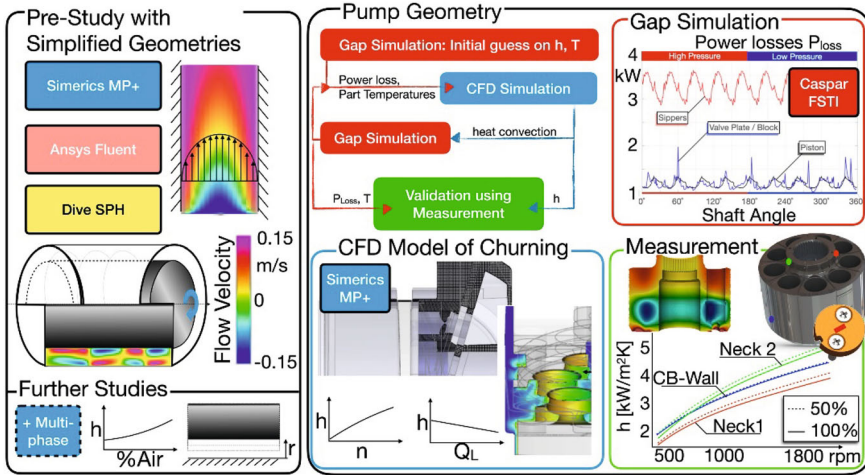 Pre-Study with
Simplified Geometries
Simerics MP+
Ansys Fluent
Dive SPH
0.15
m/s
0
-0.15
Flow Velocity
Further Studies
+ Multi-
phase
h
%Air
r
Pump Geometry
Gap Simulation: Initial guess on h, T
Power loss,
Part Temperatures
CFD Simulation
Gap Simulation
heat convection
PLoss, T
Validation using
Measurement
h
CFD Model of Churning
Simerics
MP+
h
n
h
QL
Gap Simulation
Power losses Ploss
4
kW
3
2
1
High Pressure
Low Pressure
Caspar
FSTI
Slippers
Valve Plate / Block
Piston
0°
60°
120
180
240
300
360
Shaft Angle
Measurement
h [kW/m²K]
5
4
3
2
Neck 2
CB-Wall
Neck1
50%
100%
500
1000
1800 rpm